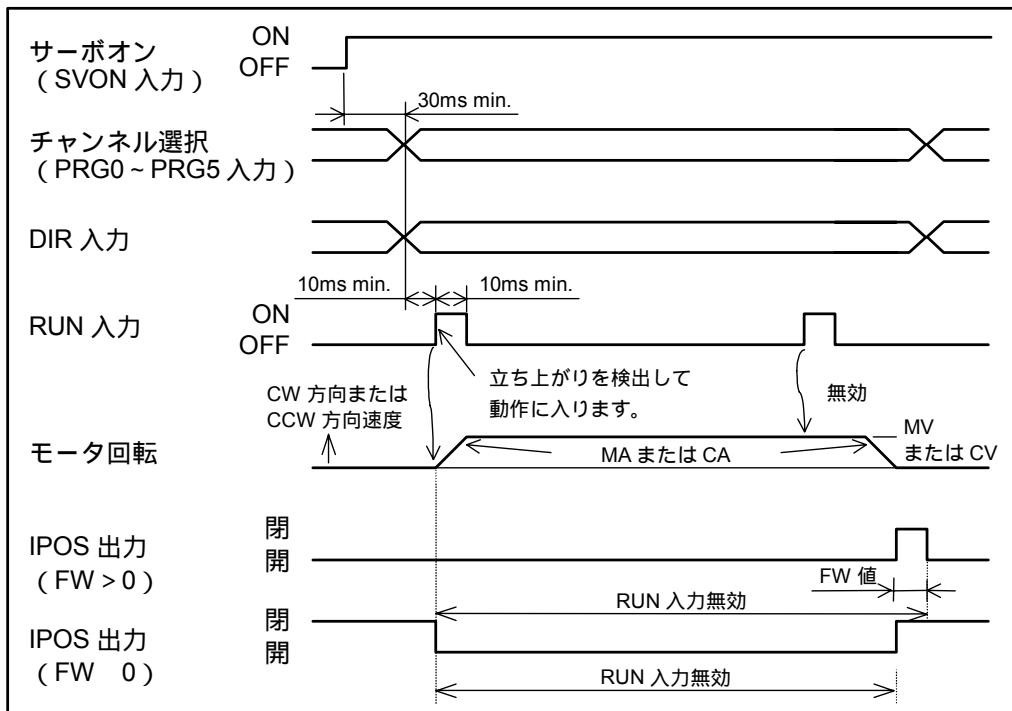 サーボオン
( SVON 入力 )
ON
OFF
30ms min.
チャンネル選択
( PRG0 ~ PRG5 入力 )
DIR 入力
10ms min.
10ms min.
RUN 入力
ON
OFF
立ち上がりを検出して
動作に入ります。
無効
CW 方向または
CCW 方向速度
モータ回転
MA または CA
MV
または CV
IPOS 出力
( FW > 0 )
閉
開
FW 値
RUN 入力無効
IPOS 出力
( FW 0 )
閉
開
RUN 入力無効